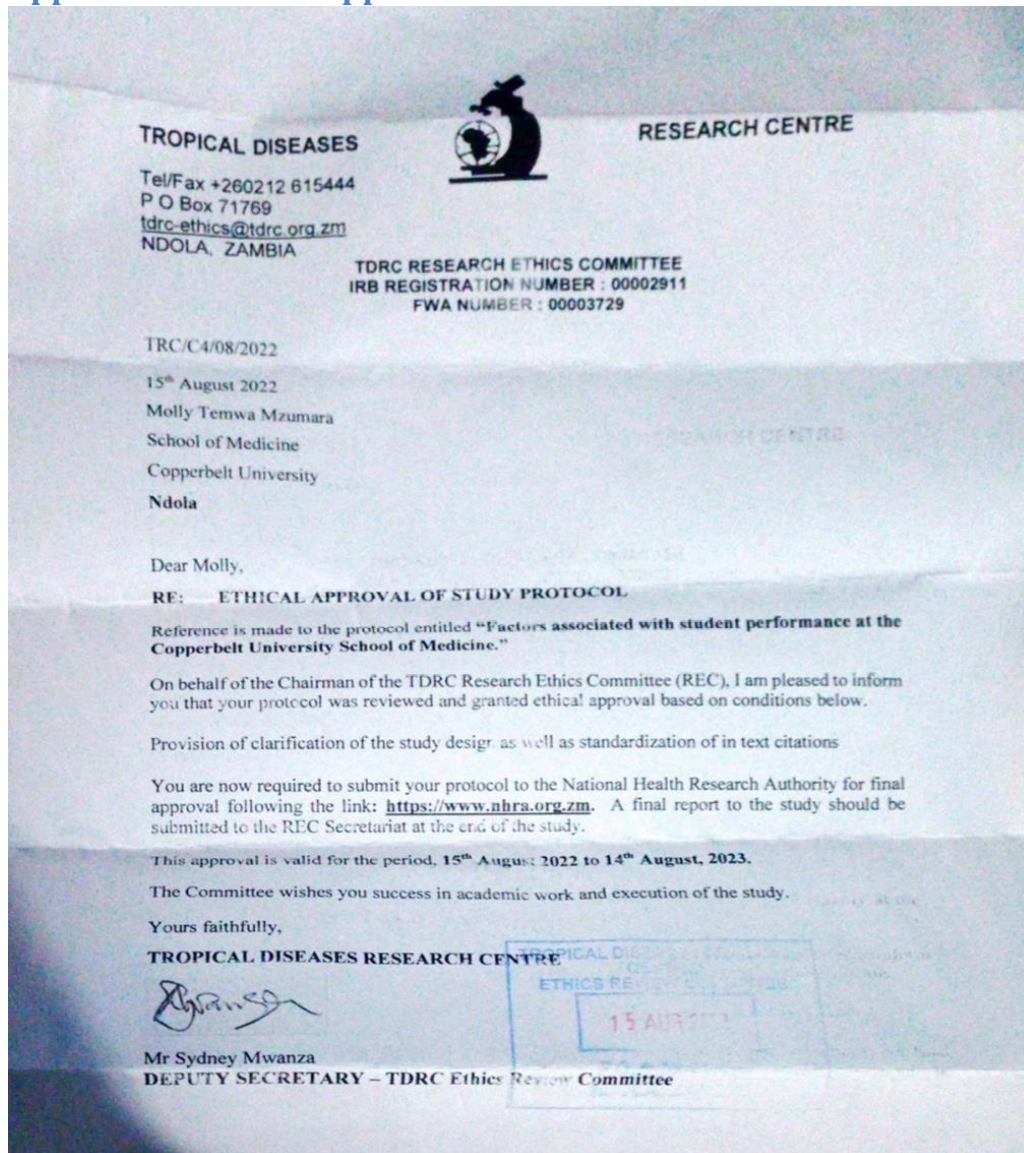 TROPICAL DISEASES
RESEARCH CENTRE
Tel/Fax +260212 615444
P O Box 71769
tdrc-ethics@tdrc.org.zm
NDOLA, ZAMBIA
TDRC RESEARCH ETHICS COMMITTEE
IRB REGISTRATION NUMBER : 00002911
FWA NUMBER : 00003729
TRC/C4/08/2022
15th August 2022
Molly Temwa Mzumara
School of Medicine
Copperbelt University
Ndola
Dear Molly,
RE: ETHICAL APPROVAL OF STUDY PROTOCOL
Reference is made to the protocol entitled “Factors associated with student performance at the
Copperbelt University School of Medicine.”
On behalf of the Chairman of the TDRC Research Ethics Committee (REC), I am pleased to inform
you that your protocol was reviewed and granted ethical approval based on conditions below.
Provision of clarification of the study design as well as standardization of in text citations
You are now required to submit your protocol to the National Health Research Authority for final
approval following the link: https://www.nhra.org.zm. A final report to the study should be
submitted to the REC Secretariat at the end of the study.
This approval is valid for the period, 15th August 2022 to 14th August, 2023.
The Committee wishes you success in academic work and execution of the study.
Yours faithfully,
TROPICAL DISEASES RESEARCH CENTRE
TROPICAL
ETHICS
15 AUG
Mr Sydney Mwanza
DEPUTY SECRETARY – TDRC Ethics Review Committee